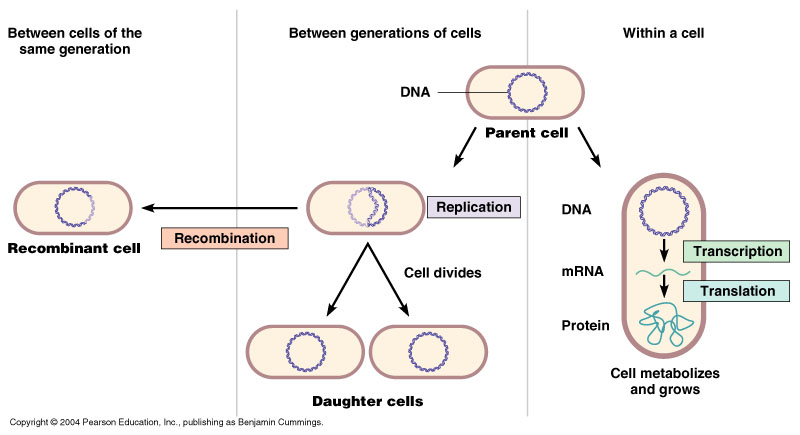 Between cells of the
same generation
Between generations of cells
Within a cell
DNA
Parent cell
Replication
Recombination
Recombinant cell
Cell divides
Daughter cells
DNA
Transcription
mRNA
Translation
Protein
Cell metabolizes
and grows
Copyright © 2004 Pearson Education, Inc., publishing as Benjamin Cummings.